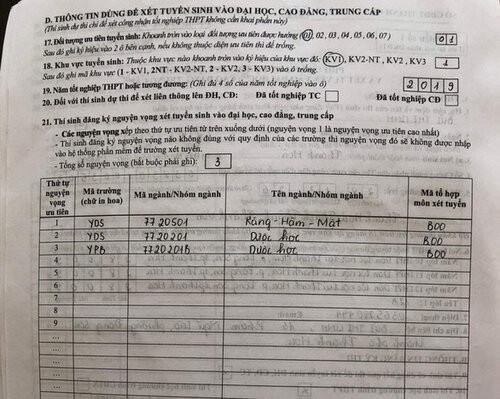 D. THÔNG TIN DÙNG ĐỂ XÉT TUYỂN SINH VÀO ĐẠI HỌC, CAO ĐẲNG, TRUNG CẤP
(Thí sinh dự thi chỉ để xét công nhận tốt nghiệp THPT không cần khai phần này)
17. Đối tượng ưu tiên tuyển sinh: Khoanh tròn vào loại đối tượng ưu tiên được hưởng (01, 02, 03, 04, 05, 06, 07)
Sau đó ghi ký hiệu vào 2 ô bên cạnh, nếu không thuộc diện ưu tiên thì để trống. 01
18. Khu vực tuyển sinh: Thuộc khu vực nào khoanh tròn vào ký hiệu của khu vực đó: KV1, KV2-NT, KV2, KV3
Sau đó ghi mã khu vực (1 - KV1, 2NT - KV2-NT, 2 - KV2, 3 - KV3) vào ô trống. 1
19. Năm tốt nghiệp THPT hoặc tương đương: (Ghi đủ 4 số của năm tốt nghiệp vào ô) 2019
20. Đối với thí sinh dự thi để xét liên thông lên ĐH, CĐ: Đã tốt nghiệp TC Đã tốt nghiệp CĐ
21. Thí sinh đăng ký nguyện vọng xét tuyển sinh vào đại học, cao đẳng, trung cấp
- Các nguyện vọng xếp theo thứ tự ưu tiên từ trên xuống dưới (nguyện vọng 1 là nguyện vọng ưu tiên cao nhất)
- Thí sinh đăng ký nguyện vọng nào không đúng với quy định của các trường thì nguyện vọng đó sẽ không được nhập
vào hệ thống phần mềm để trường xét tuyển.
- Tổng số nguyện vọng (bắt buộc phải ghi): 3
Thứ tự nguyện vọng ưu tiên Mã trường (chữ in hoa) Mã ngành/Nhóm ngành Tên ngành/Nhóm ngành Mã tổ hợp môn xét tuyển
1 YDS 7720501 Răng-Hàm-Mặt B00
2 YDS 7720201 Dược học B00
3 YPB 7720201B Dược học B00
4
5
6
7
8
9
...
...
...
...
...